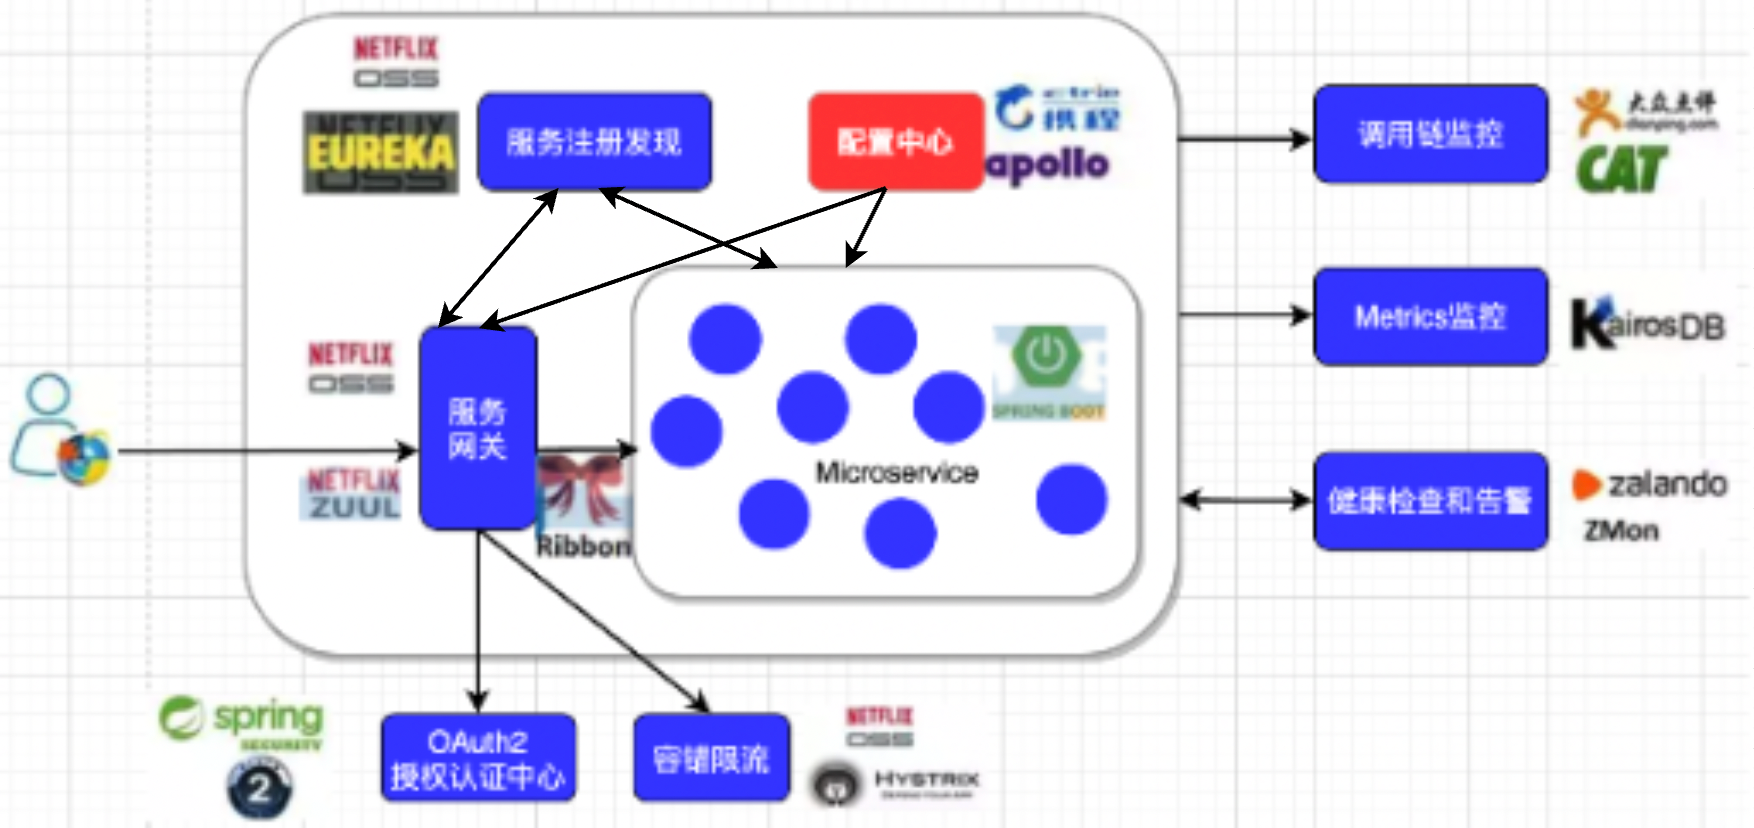 NETFLIX
OSS
NETFLIX
EUREKA
OSS
服务注册发现
配置中心
ctrip
携程
apollo
调用链监控
大众点评
dianping.com
CAT
Metrics监控
KairosDB
NETFLIX
OSS
服务
网关
NETFLIX
ZUUL
Ribbon
SPRING BOOT
Microservice
健康检查和告警
zalando
ZMon
spring
SECURITY
2
OAuth2
授权认证中心
容错限流
NETFLIX
OSS
HYSTRIX
DEFEND YOUR APP